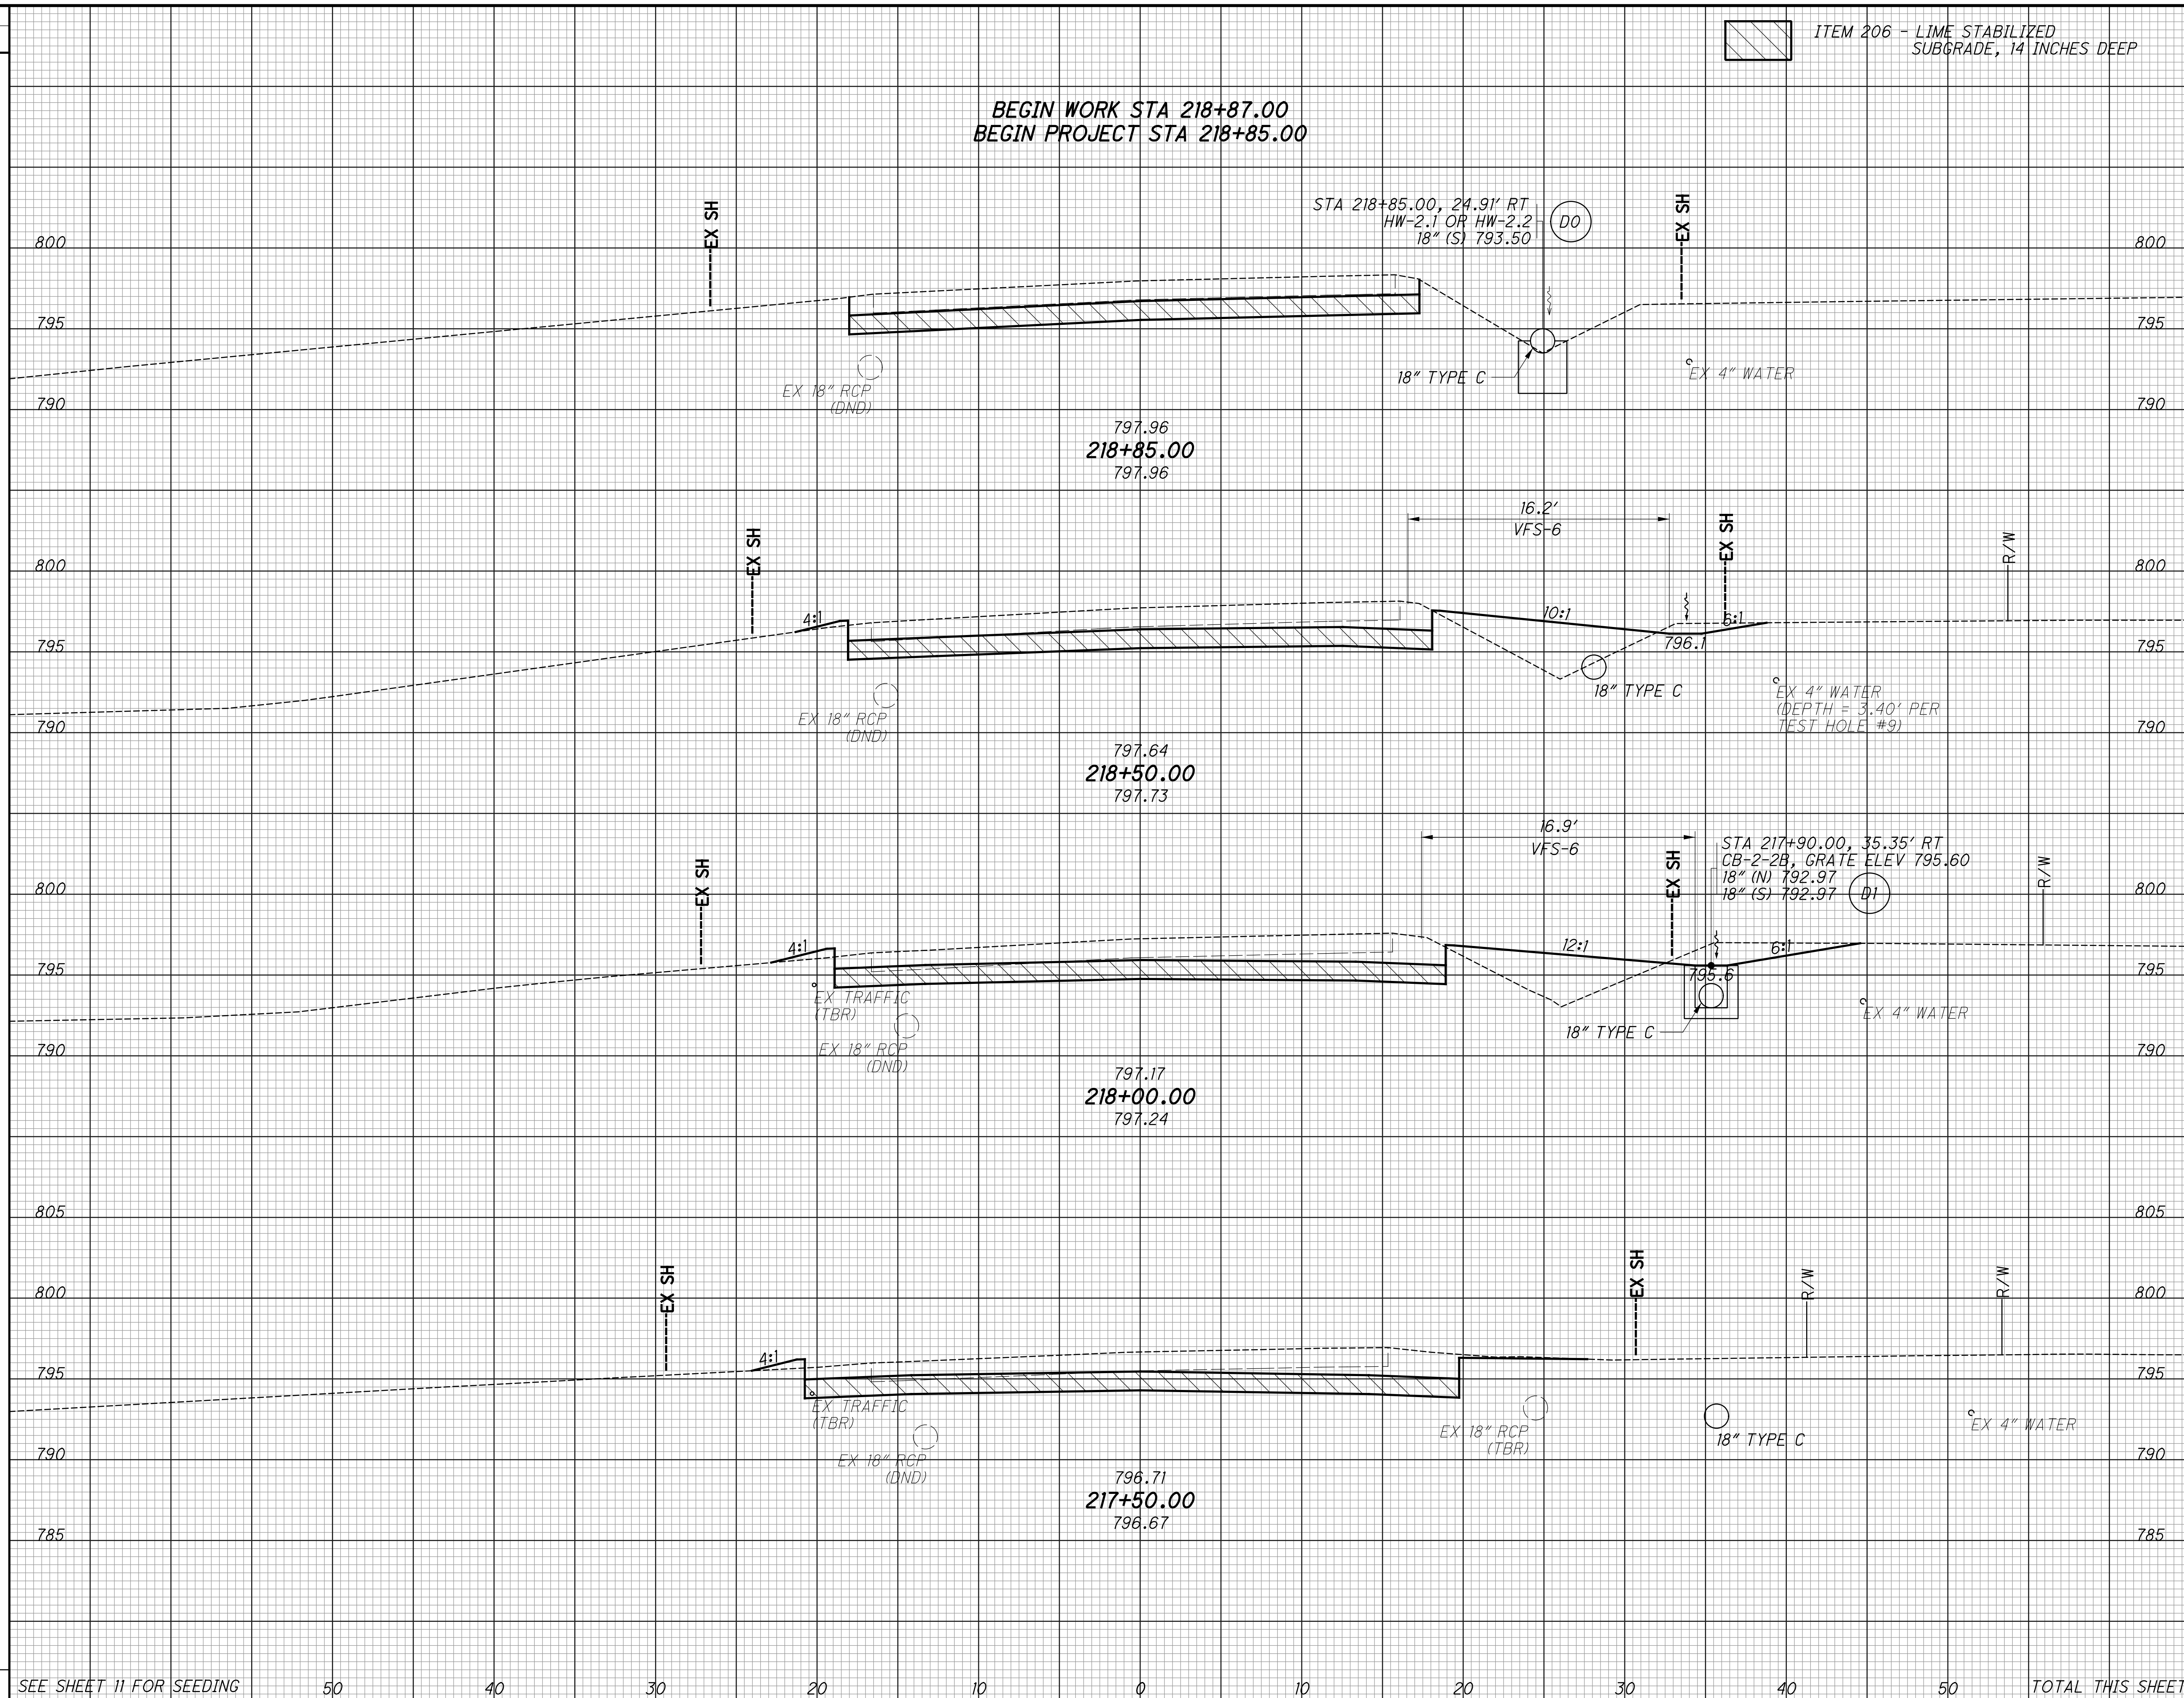 ITEM 206 - LIME STABILIZED
SUBGRADE, 14 INCHES DEEP
BEGIN WORK STA 218+87.00
BEGIN PROJECT STA 218+85.00
EX SH
EX SH
STA 218+85.00, 24.91' RT
HW-2.1 OR HW-2.2
18" (S) 793.50
D0
800
800
795
795
18" TYPE C
EX 4" WATER
EX 18" RCP
(DND)
790
790
797.96
218+85.00
797.96
16.2'
VFS-6
EX SH
EX SH
R/W
800
800
4:1
10:1
6:1
796.1
795
795
18" TYPE C
EX 4" WATER
(DEPTH = 3.40' PER
TEST HOLE #9)
EX 18" RCP
(DND)
790
790
797.64
218+50.00
797.73
16.9'
VFS-6
STA 217+90.00, 35.35' RT
CB-2-2B, GRATE ELEV 795.60
18" (N) 792.97
18" (S) 792.97
D1
EX SH
EX SH
R/W
800
800
4:1
12:1
6:1
795
795.6
795
EX TRAFFIC
(TBR)
EX 4" WATER
18" TYPE C
EX 18" RCP
(DND)
790
790
797.17
218+00.00
797.24
805
805
EX SH
EX SH
R/W
R/W
800
800
4:1
795
795
EX TRAFFIC
(TBR)
EX 18" RCP
(TBR)
18" TYPE C
EX 4" WATER
EX 18" RCP
(DND)
790
790
796.71
217+50.00
796.67
785
785
SEE SHEET 11 FOR SEEDING
50 40 30 20 10 0 10 20 30 40 50
TOTAL THIS SHEET